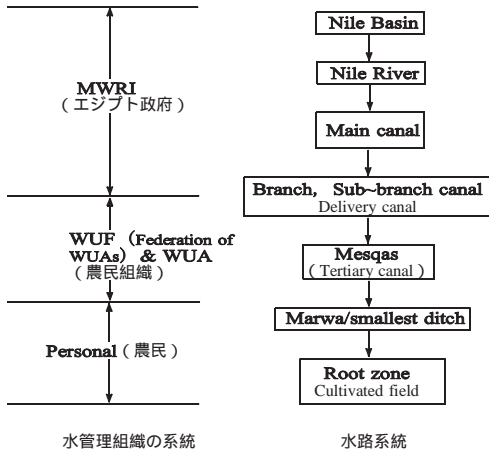 MWRI
（エジプト政府）
WUF （Federation of
WUAs） & WUA
（農民組織）
Personal（農民）
水管理組織の系統
Nile Basin
Nile River
Main canal
Branch, Sub~branch canal
Delivery canal
Mesqas
（Tertiary canal）
Marwa/smallest ditch
Root zone
Cultivated field
水路系統